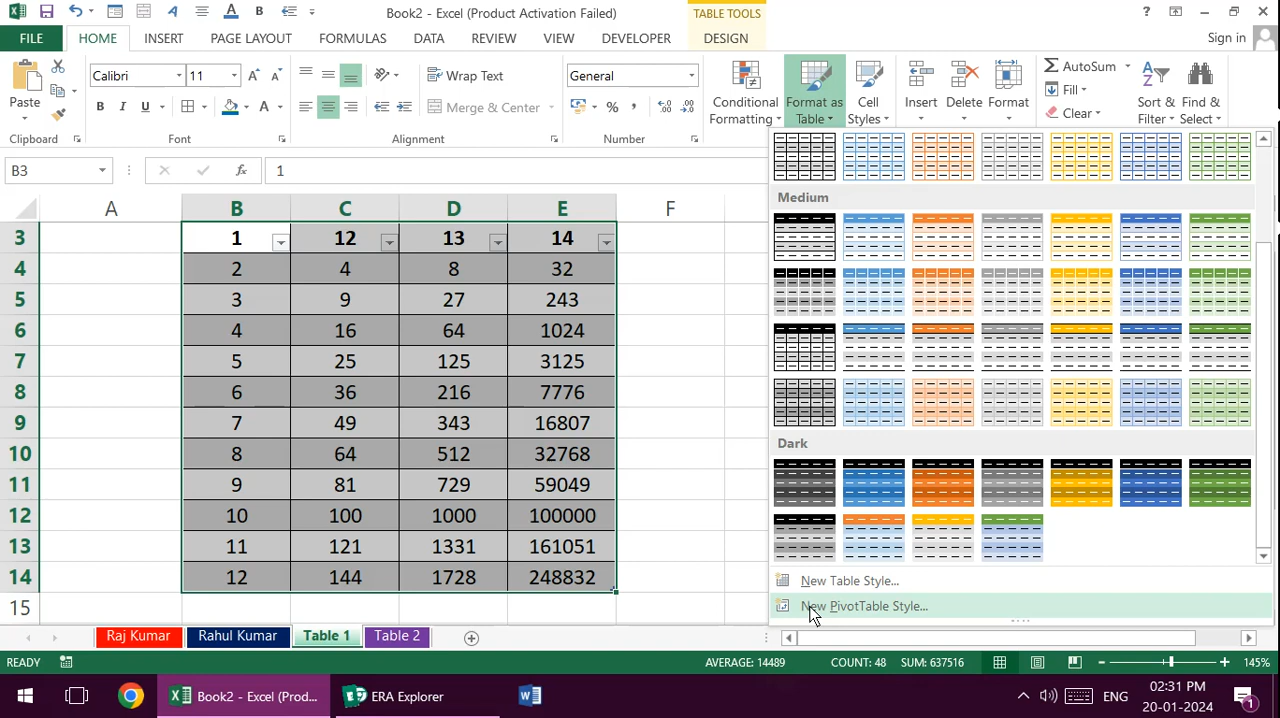 Book2 - Excel (Product Activation Failed)
TABLE TOOLS
FILE HOME INSERT PAGE LAYOUT FORMULAS DATA REVIEW VIEW DEVELOPER DESIGN Sign in
Paste
Calibri 11
Wrap Text
Merge & Center
General
Conditional Formatting
Format as Table
Cell Styles
Insert Delete Format
AutoSum
Fill
Clear
Sort & Filter
Find & Select
Clipboard Font Alignment Number
B3 fx 1
A B C D E F
3 1 12 13 14
4 2 4 8 32
5 3 9 27 243
6 4 16 64 1024
7 5 25 125 3125
8 6 36 216 7776
9 7 49 343 16807
10 8 64 512 32768
11 9 81 729 59049
12 10 100 1000 100000
13 11 121 1331 161051
14 12 144 1728 248832
15
Medium
Dark
New Table Style...
New PivotTable Style...
Raj Kumar Rahul Kumar Table 1 Table 2
READY AVERAGE: 14489 COUNT: 48 SUM: 637516 145%
Book2 - Excel (Prod... ERA Explorer ENG 02:31 PM
20-01-2024 1